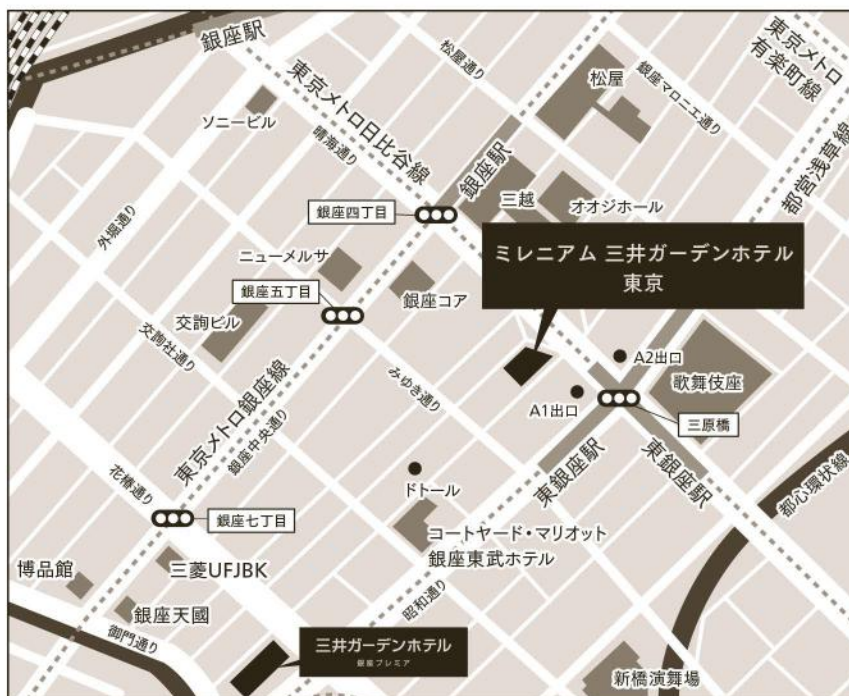 銀座駅
東京メトロ日比谷線
松屋通り
松屋
銀座マロニエ通り
東京メトロ
有楽町線
ソニービル
晴海通り
銀座駅
都営浅草線
三越
オオジホール
銀座四丁目
外堀通り
ニューメルサ
ミレニアム 三井ガーデンホテル
東京
銀座五丁目
銀座コア
交詢ビル
交詢社通り
A2出口
歌舞伎座
みゆき通り
A1出口
三原橋
東京メトロ銀座線
銀座中央通り
花椿通り
東銀座駅
東銀座駅
都心環状線
ドトール
銀座七丁目
コートヤード・マリオット
銀座東武ホテル
博品館
三菱UFJBK
昭和通り
銀座天國
御門通り
三井ガーデンホテル
銀座プレミア
新橋演舞場